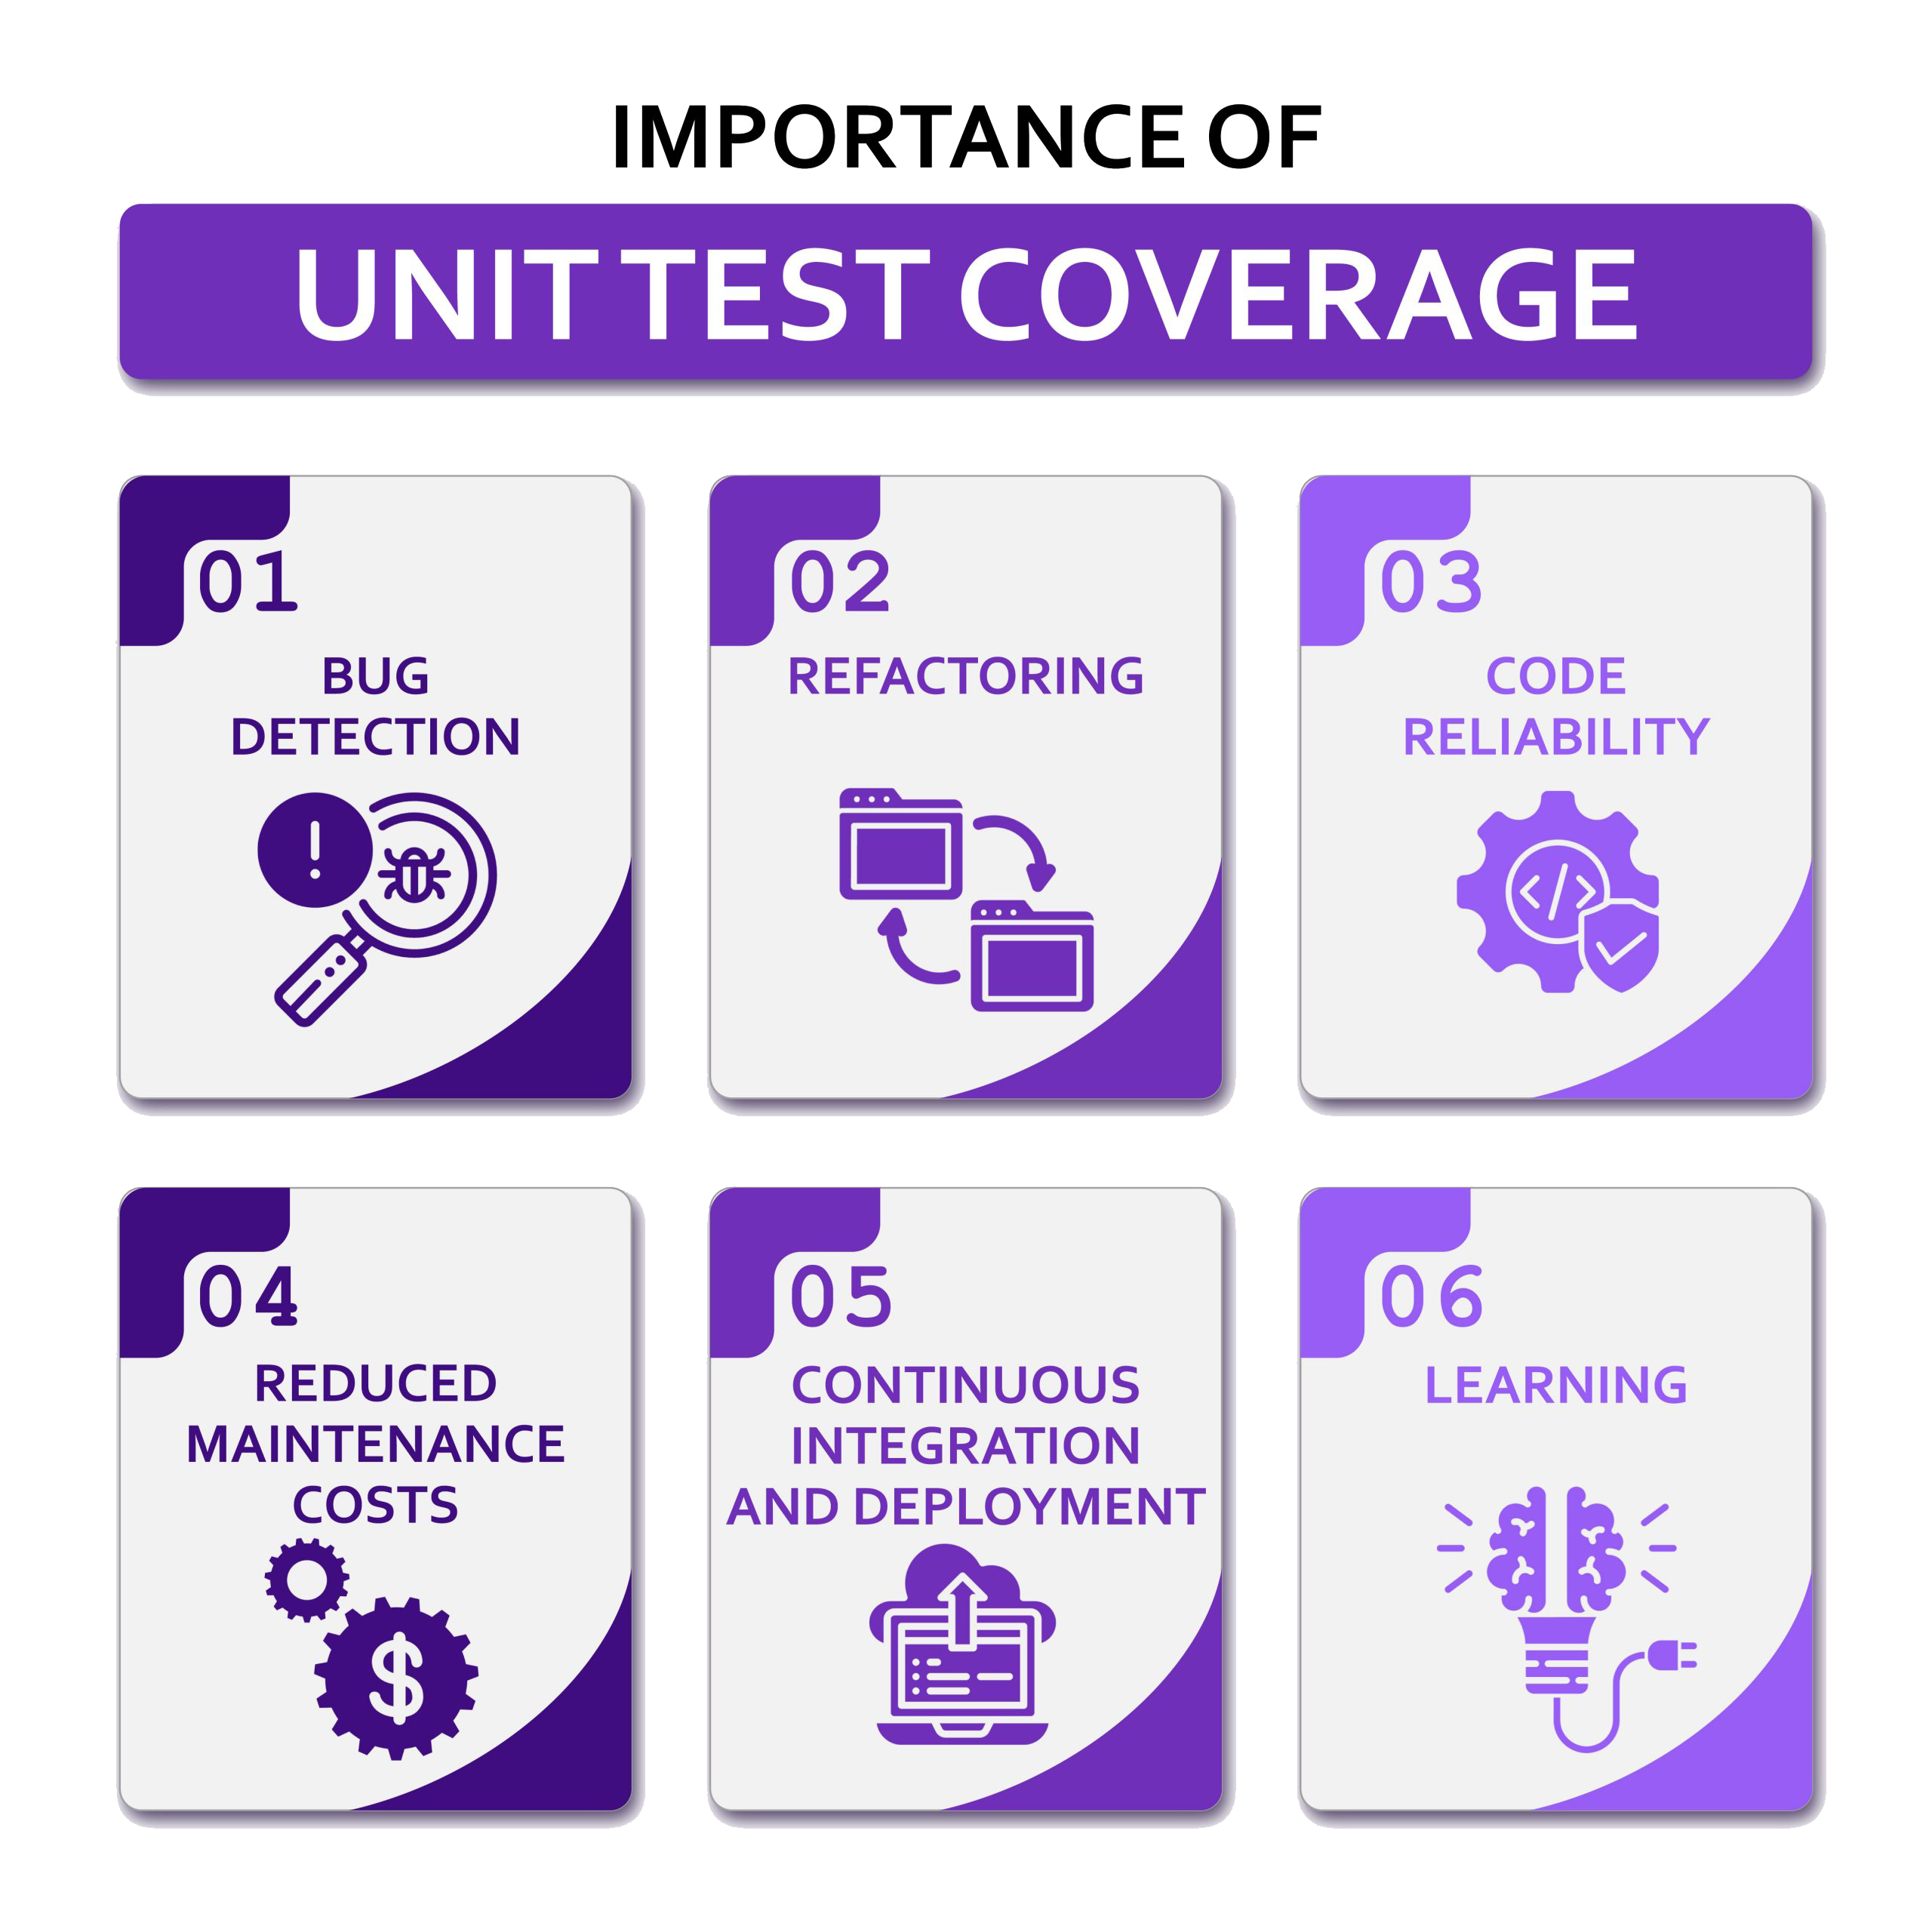 IMPORTANCE OF
UNIT TEST COVERAGE
01
BUG
DETECTION
02
REFACTORING
03
CODE
RELIABILITY
04
REDUCED
MAINTENANCE
COSTS
05
CONTINUOUS
INTEGRATION
AND DEPLOYMENT
06
LEARNING